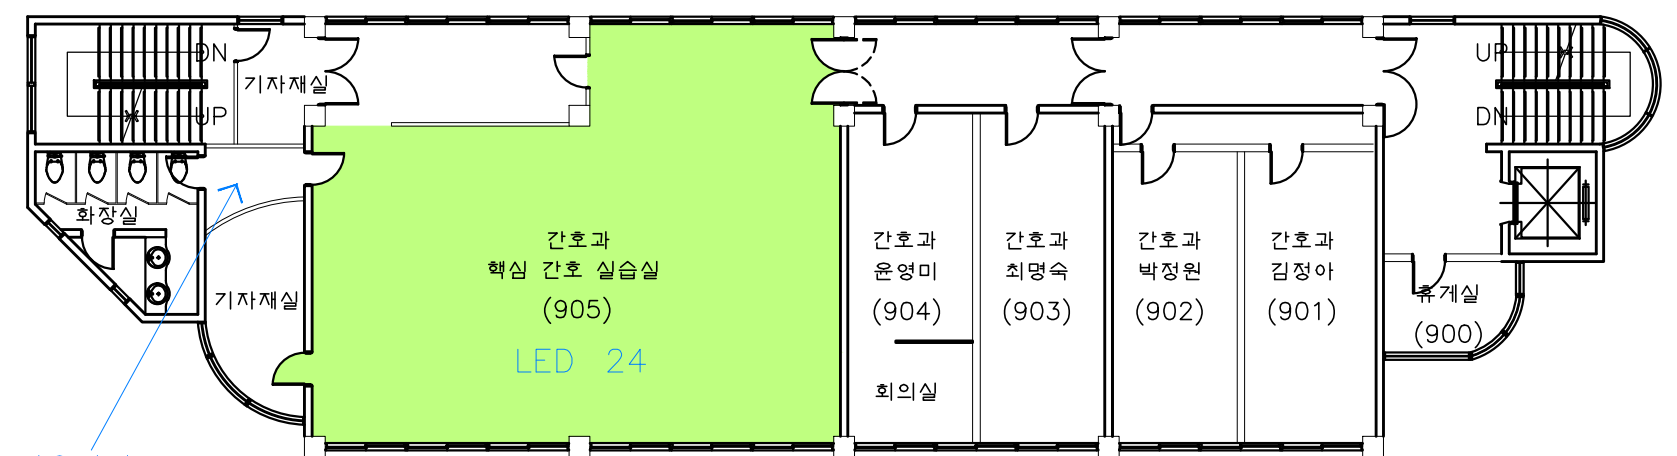 DN
기자재실
UP
화장실
기자재실
간호과
핵심 간호 실습실
(905)
LED 24
간호과
윤영미
(904)
회의실
간호과
최명숙
(903)
간호과
박정원
(902)
간호과
김정아
(901)
UP
DN
휴게실
(900)